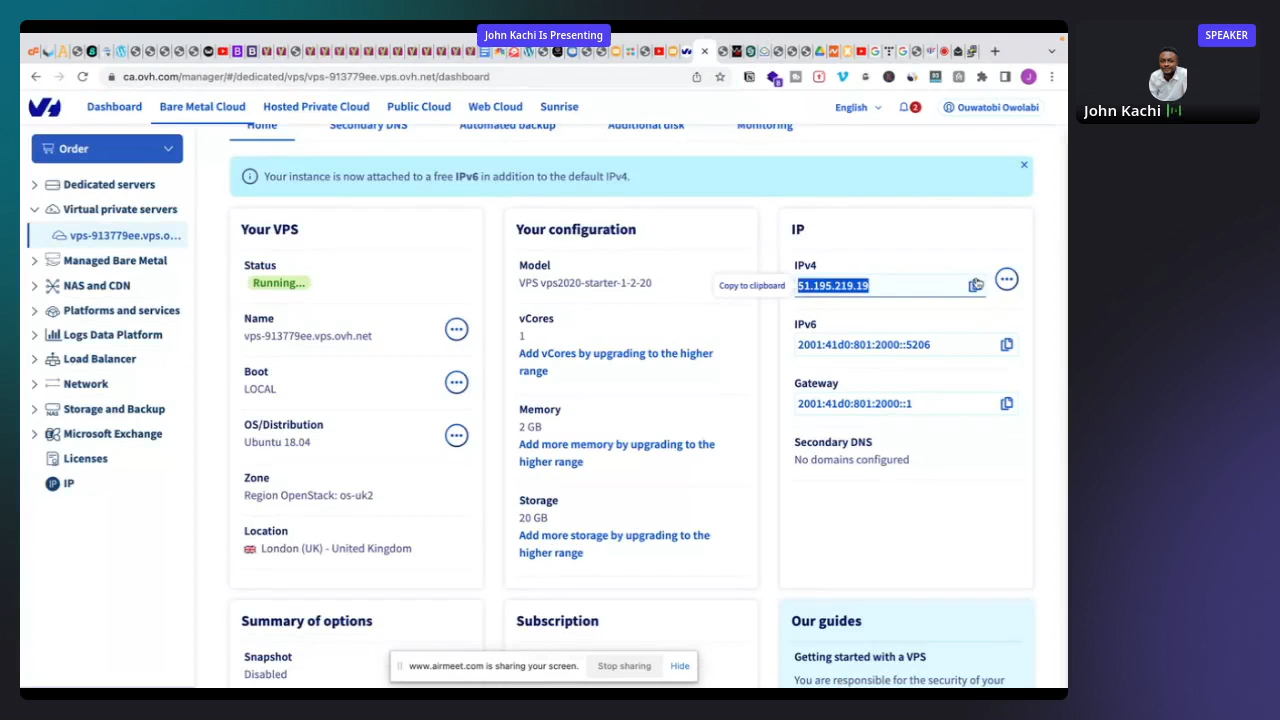 John Kachi Is Presenting
SPEAKER
John Kachi
ca.ovh.com/manager/#/dedicated/vps/vps-913779ee.vps.ovh.net/dashboard
Dashboard
Bare Metal Cloud
Hosted Private Cloud
Public Cloud
Web Cloud
Sunrise
English
2
Ouwatobi Owolabi
Order
Dedicated servers
Virtual private servers
vps-913779ee.vps.o...
Managed Bare Metal
NAS and CDN
Platforms and services
Logs Data Platform
Load Balancer
Network
Storage and Backup
Microsoft Exchange
Licenses
IP
Home
Secondary DNS
Automated backup
Additional disk
Monitoring
Your instance is now attached to a free IPv6 in addition to the default IPv4.
Your VPS
Status
Running...
Name
vps-913779ee.vps.ovh.net
Boot
LOCAL
OS/Distribution
Ubuntu 18.04
Zone
Region OpenStack: os-uk2
Location
London (UK) - United Kingdom
Your configuration
Model
VPS vps2020-starter-1-2-20
vCores
1
Add vCores by upgrading to the higher
range
Memory
2 GB
Add more memory by upgrading to the
higher range
Storage
20 GB
Add more storage by upgrading to the
higher range
IP
IPv4
Copy to clipboard
51.195.219.19
IPv6
2001:41d0:801:2000::5206
Gateway
2001:41d0:801:2000::1
Secondary DNS
No domains configured
Summary of options
Snapshot
Disabled
Subscription
Our guides
Getting started with a VPS
You are responsible for the security of your
www.airmeet.com is sharing your screen.
Stop sharing
Hide